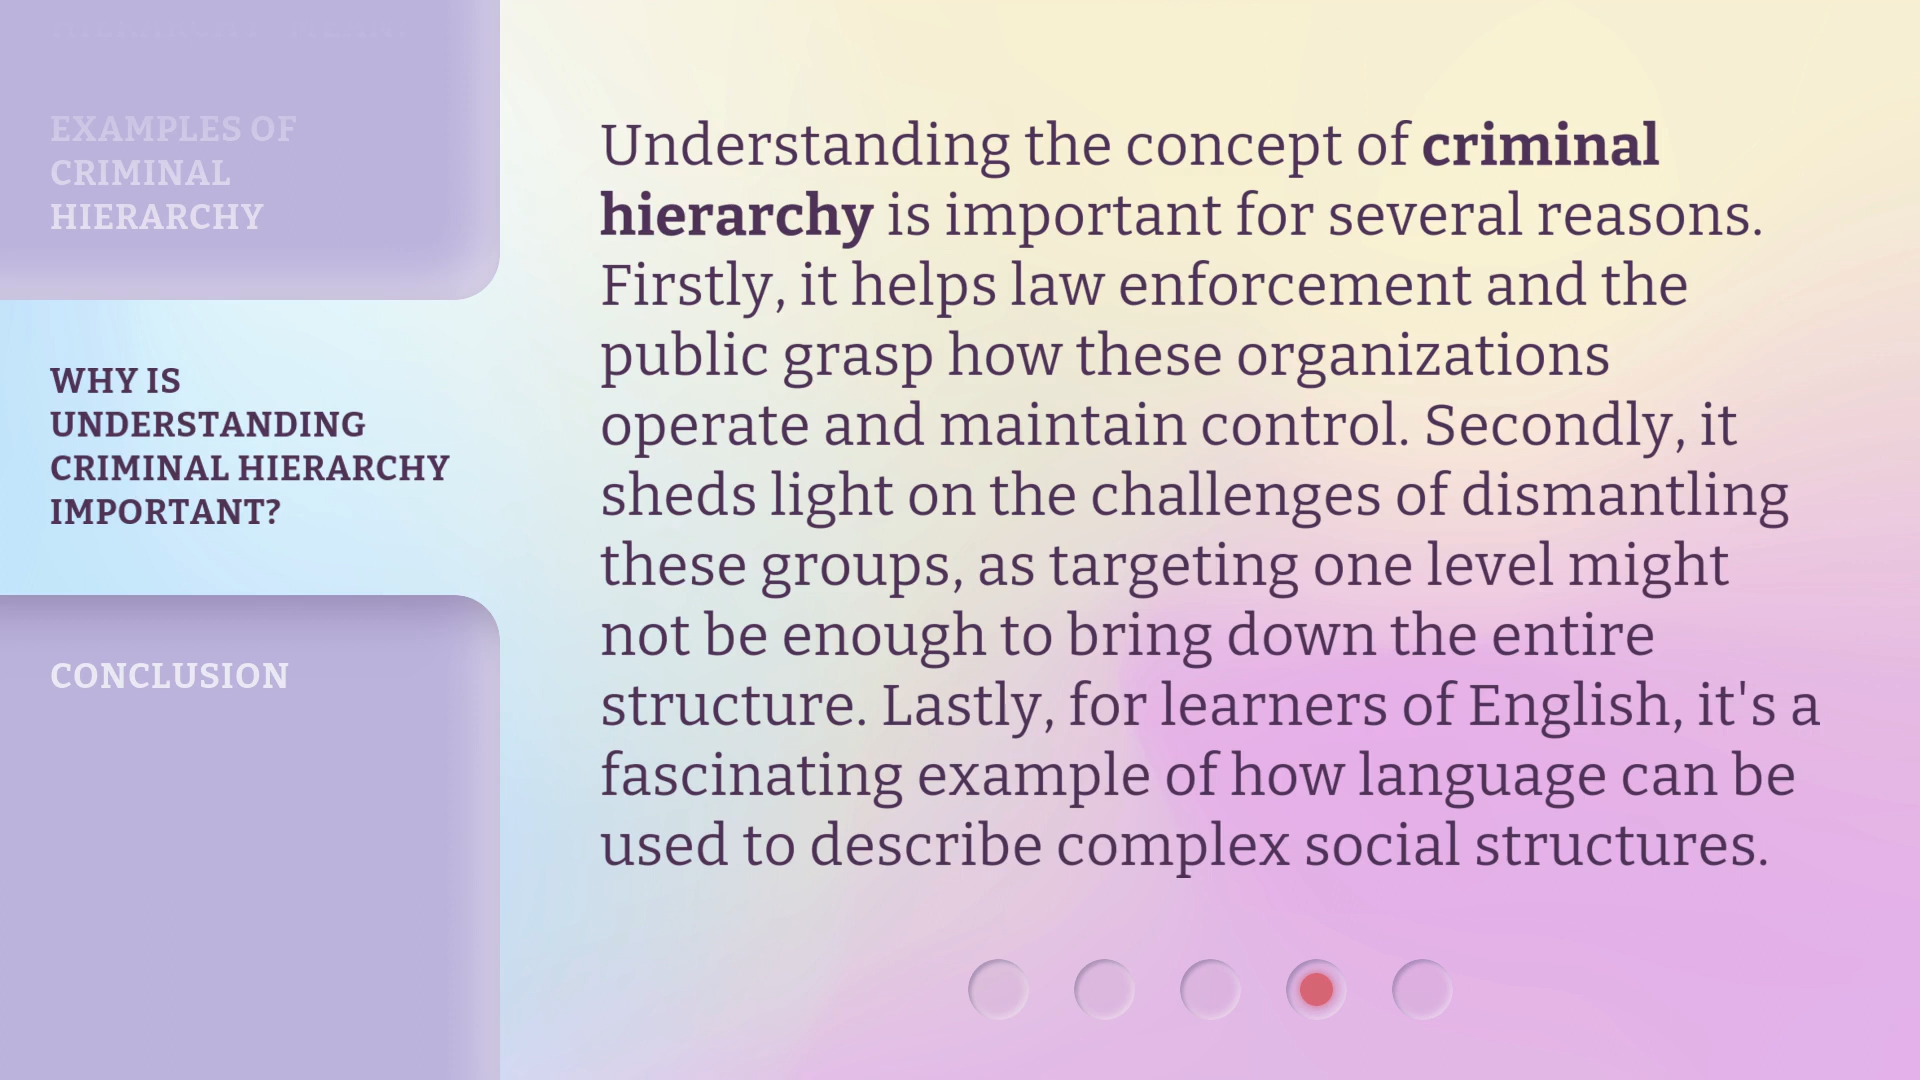 EXAMPLES OF
CRIMINAL
HIERARCHY
WHY IS
UNDERSTANDING
CRIMINAL HIERARCHY
IMPORTANT?
CONCLUSION
Understanding the concept of criminal
hierarchy is important for several reasons.
Firstly, it helps law enforcement and the
public grasp how these organizations
operate and maintain control. Secondly, it
sheds light on the challenges of dismantling
these groups, as targeting one level might
not be enough to bring down the entire
structure. Lastly, for learners of English, it's a
fascinating example of how language can be
used to describe complex social structures.